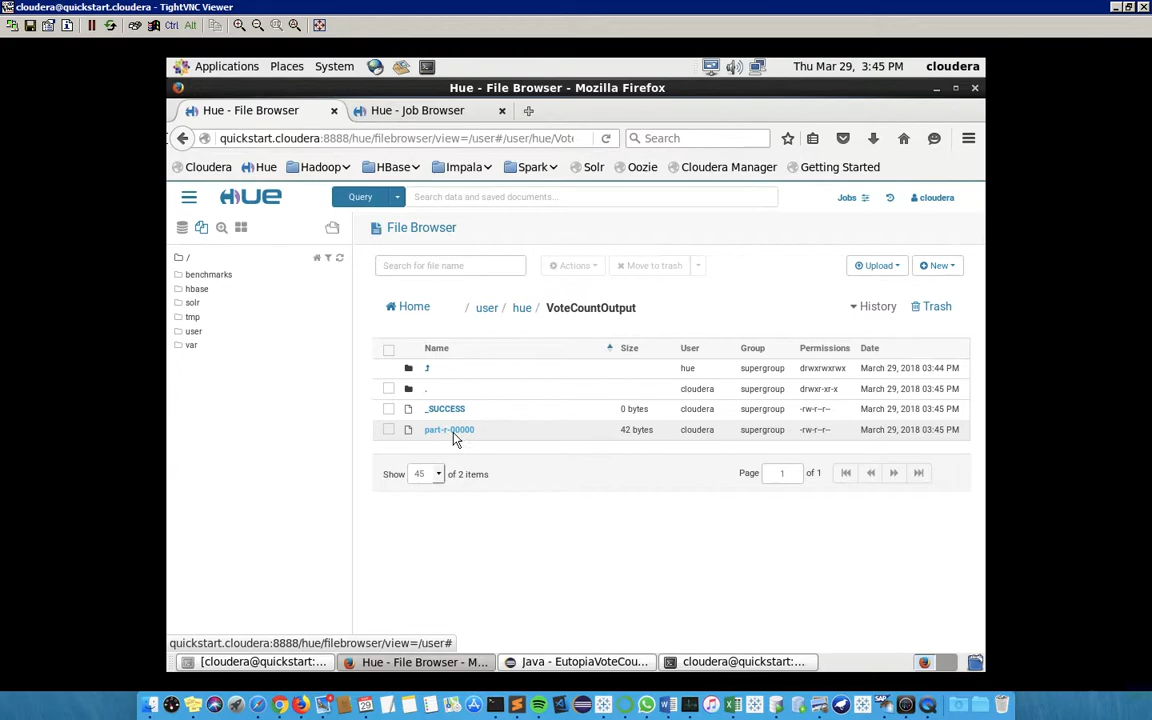 cloudera@quickstart.cloudera - TightVNC Viewer
Ctrl Alt
Applications Places System Thu Mar 29, 3:45 PM cloudera
Hue - File Browser - Mozilla Firefox
Hue - File Browser Hue - Job Browser
quickstart.cloudera:8888/hue/filebrowser/view=/user#/user/hue/Vote Search
Cloudera Hue Hadoop HBase Impala Spark Solr Oozie Cloudera Manager Getting Started
HUE Query Search data and saved documents... Jobs cloudera
File Browser
/
benchmarks
hbase
solr
tmp
user
var
Search for file name Actions Move to trash Upload New
Home / user / hue / VoteCountOutput History Trash
Name Size User Group Permissions Date
hue supergroup drwxrwxrwx March 29, 2018 03:44 PM
. cloudera supergroup drwxr-xr-x March 29, 2018 03:45 PM
_SUCCESS 0 bytes cloudera supergroup -rw-r--r-- March 29, 2018 03:45 PM
part-r-00000 42 bytes cloudera supergroup -rw-r--r-- March 29, 2018 03:45 PM
Show 45 of 2 items Page 1 of 1
quickstart.cloudera:8888/hue/filebrowser/view=/user#
[cloudera@quickstart:... Hue - File Browser - M... Java - EutopiaVoteCou... cloudera@quickstart:...